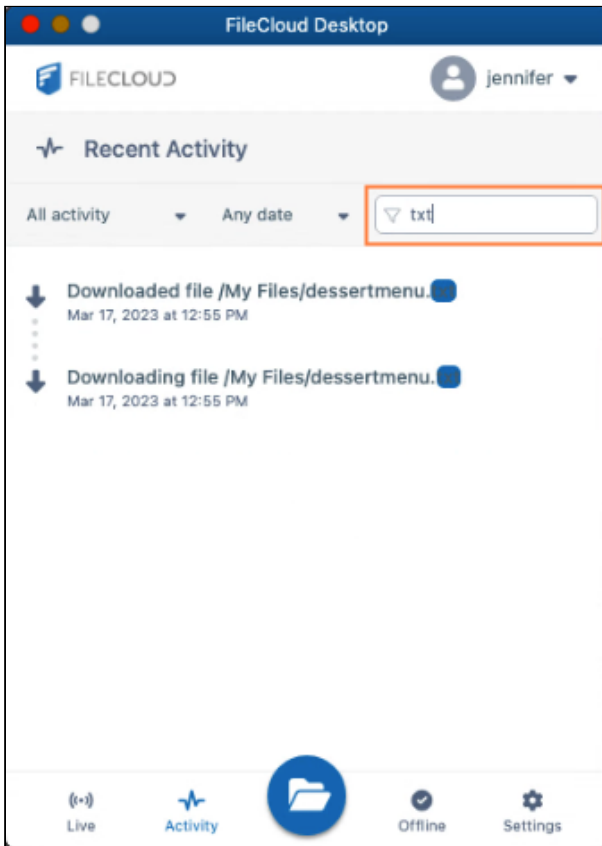 FileCloud Desktop
FILECLOUD
jennifer
Recent Activity
All activity
Any date
txt
Downloaded file /My Files/dessertmenu.
Mar 17, 2023 at 12:55 PM
Downloading file /My Files/dessertmenu.
Mar 17, 2023 at 12:55 PM
Live
Activity
Offline
Settings